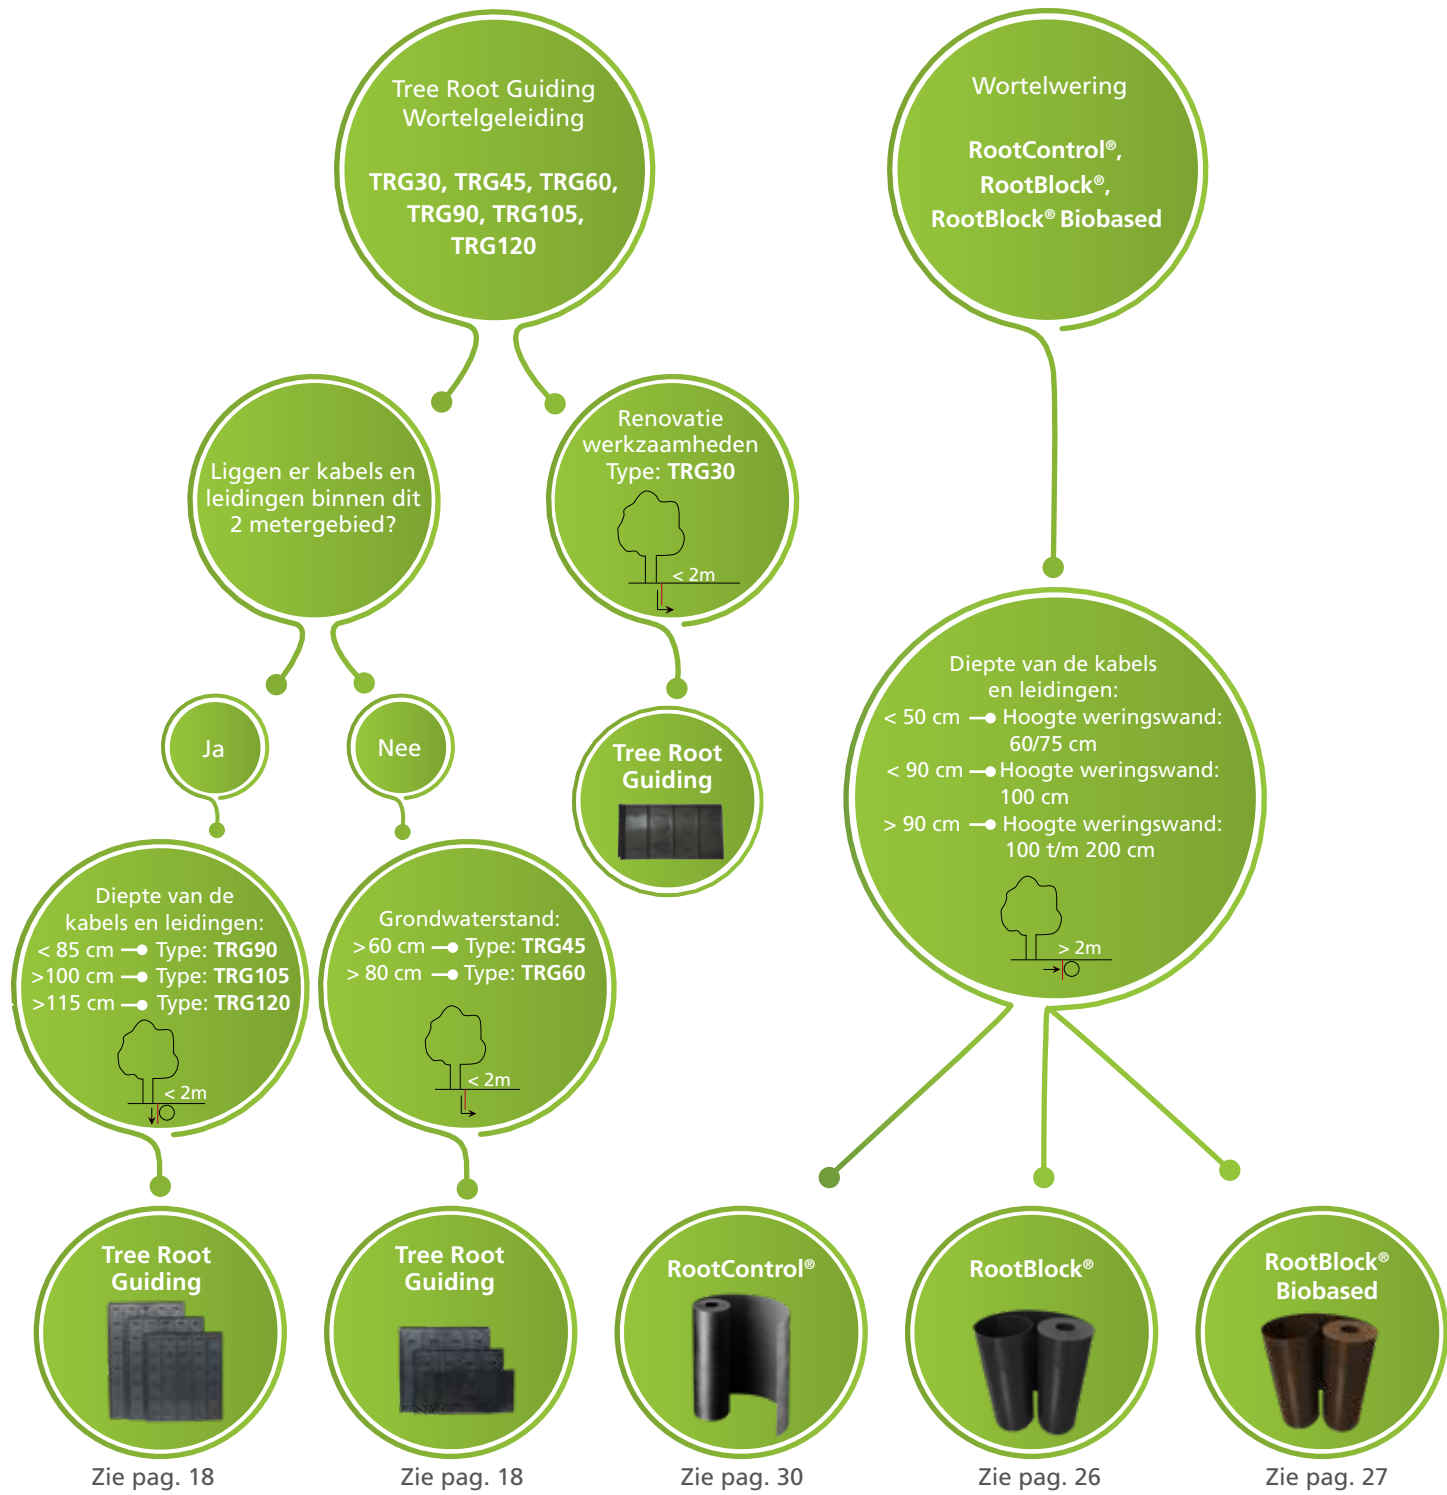 Tree Root Guiding
Wortelgeleiding
TRG30, TRG45, TRG60,
TRG90, TRG105,
TRG120
Wortelwering
RootControl®,
RootBlock®,
RootBlock® Biobased
Liggen er kabels en
leidingen binnen dit
2 metergebied?
Renovatie
werkzaamheden
Type: TRG30
< 2m
Ja
Nee
Tree Root
Guiding
Diepte van de kabels
en leidingen:
< 50 cm Hoogte weringswand:
60/75 cm
< 90 cm Hoogte weringswand:
100 cm
> 90 cm Hoogte weringswand:
100 t/m 200 cm
> 2m
Diepte van de
kabels en leidingen:
< 85 cm Type: TRG90
>100 cm Type: TRG105
>115 cm Type: TRG120
< 2m
Grondwaterstand:
>60 cm Type: TRG45
> 80 cm Type: TRG60
< 2m
Tree Root
Guiding
Tree Root
Guiding
RootControl®
RootBlock®
RootBlock®
Biobased
Zie pag. 18
Zie pag. 18
Zie pag. 30
Zie pag. 26
Zie pag. 27